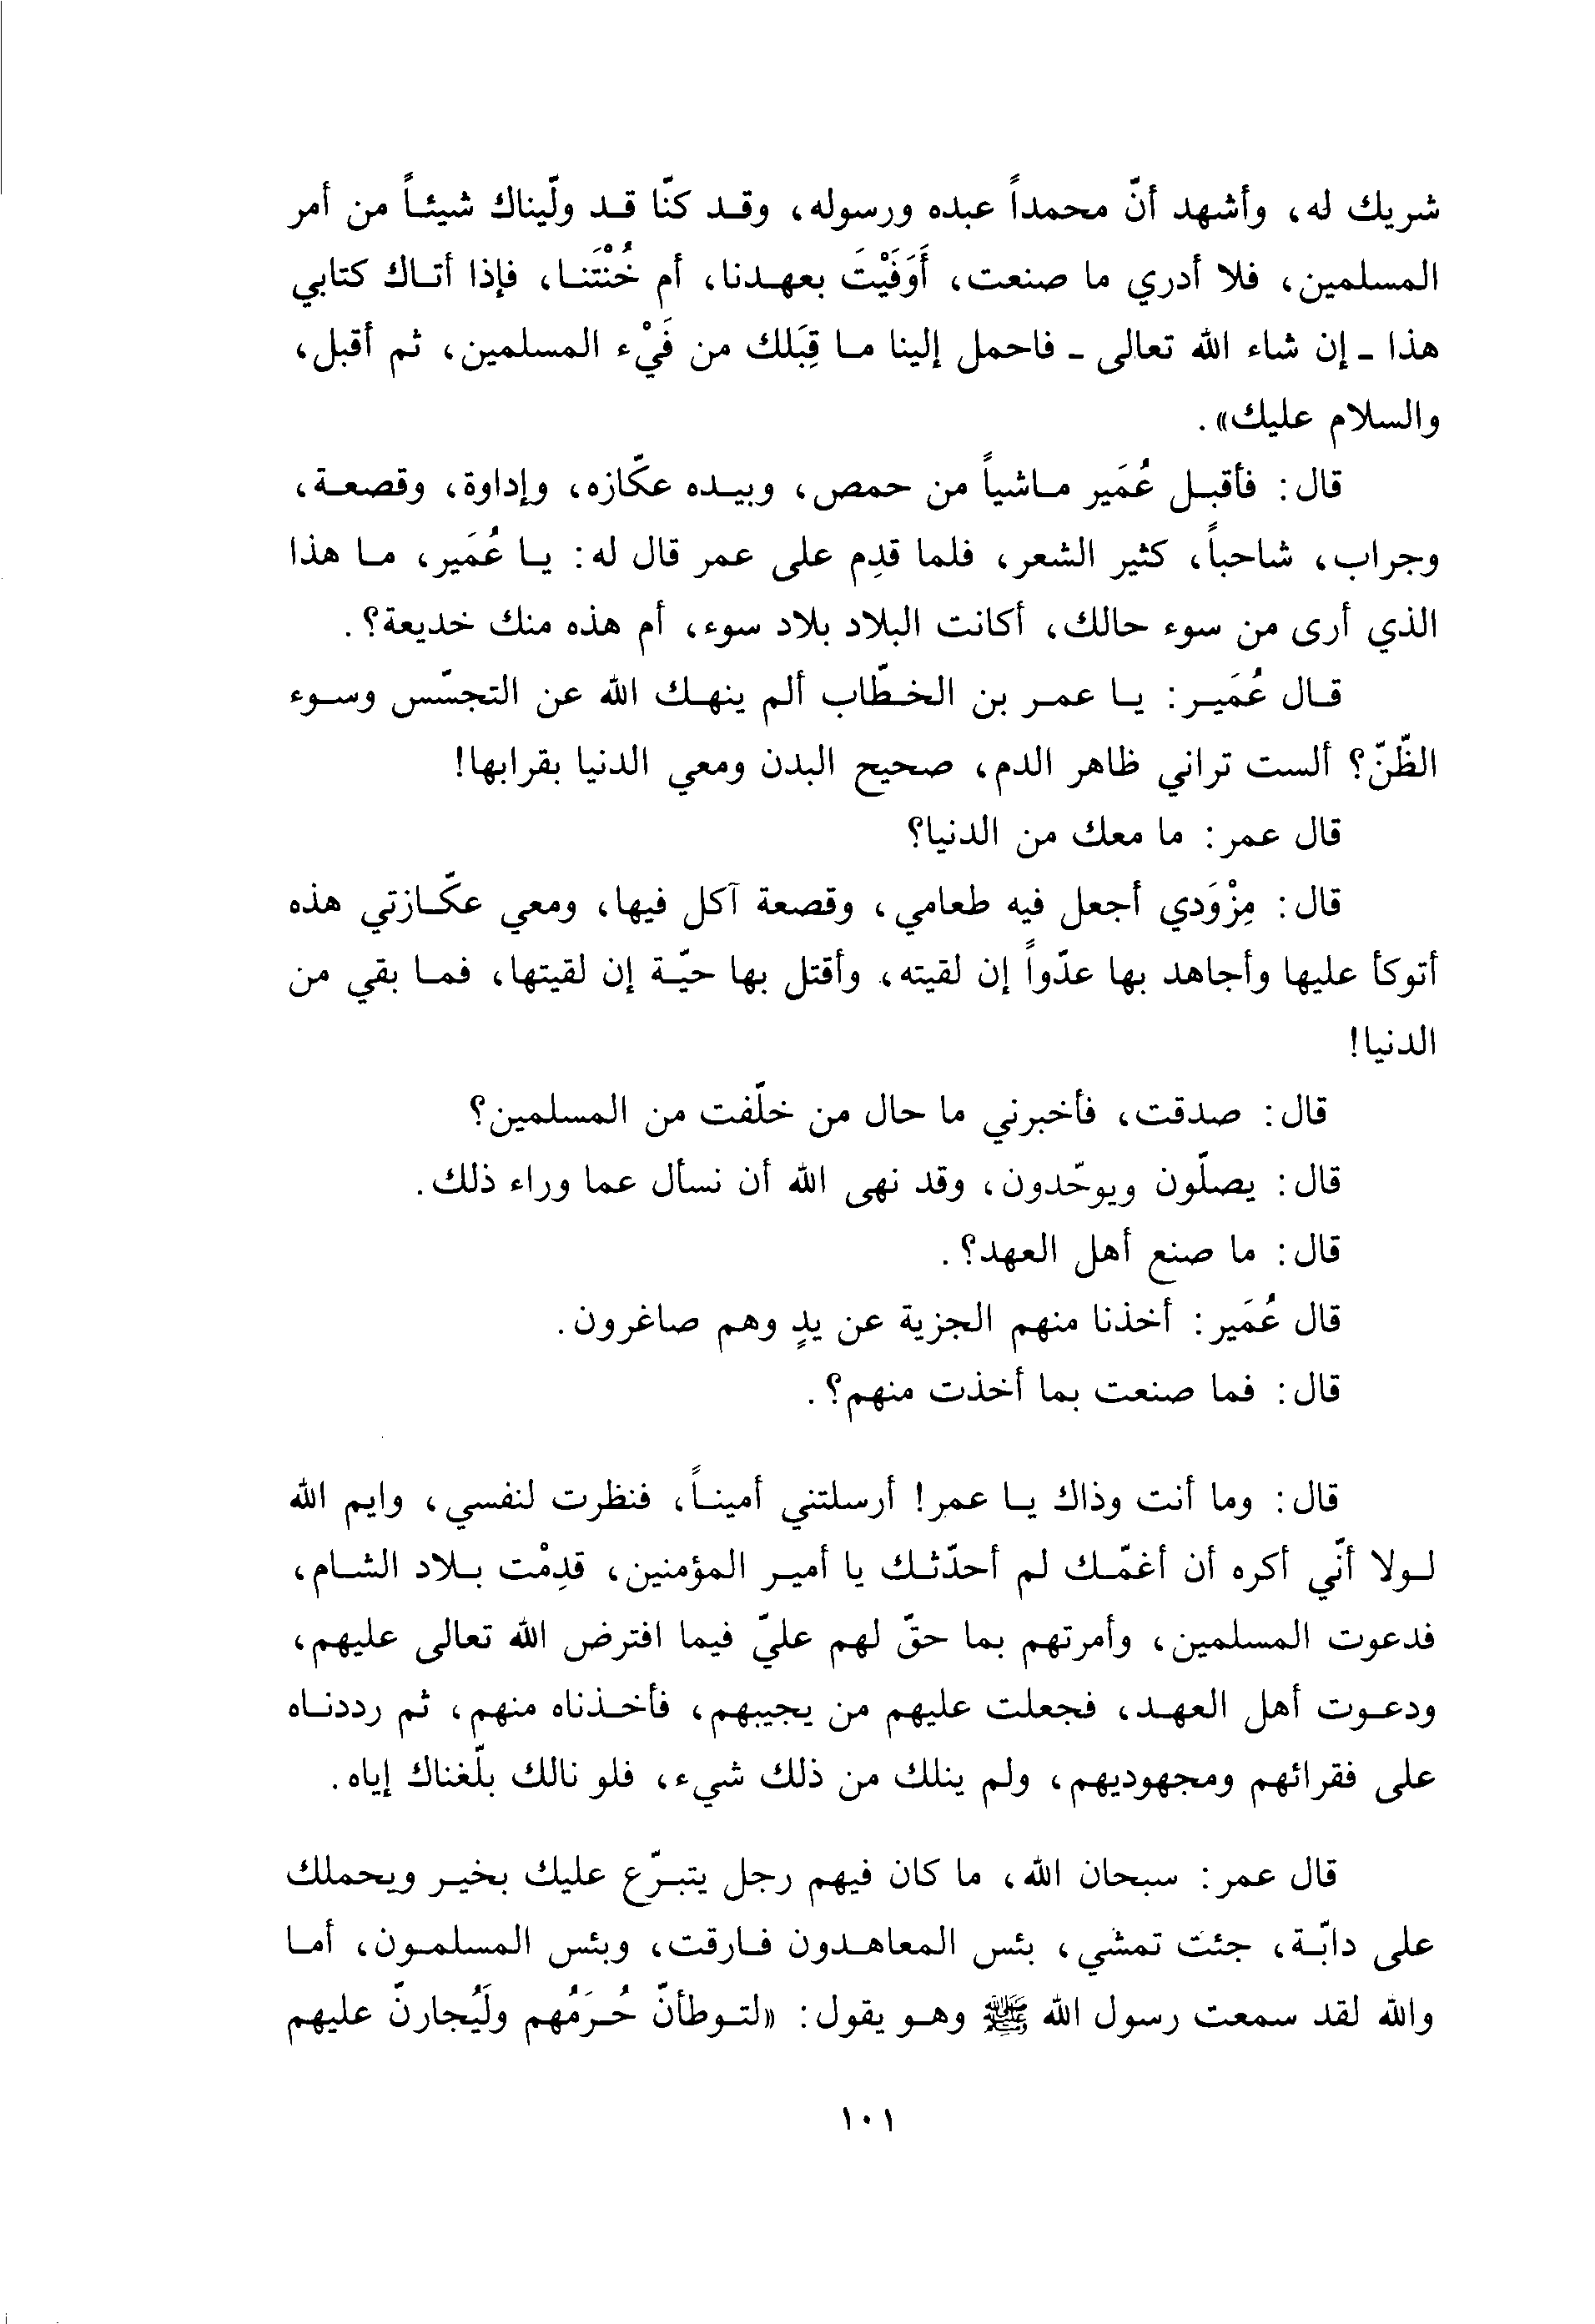 شريك له، وأشهد أنّ محمداً عبده ورسوله، وقد كنّا قد ولّيناك شيئاً من أمر
المسلمين، فلا أدري ما صنعت، أَوَفَيْتَ بعهدنا، أم خُنْتَنا، فإذا أتاك كتابي
هذا - إن شاء الله تعالى - فاحمل إلينا ما قِبَلك من فَيْء المسلمين، ثم أقبل،
والسلام عليك».
قال: فأقبل عُمَير ماشياً من حمص، وبيده عكّازه، وإداوة، وقصعة،
وجراب، شاحباً، كثير الشعر، فلما قدِم على عمر قال له: يا عُمَير، ما هذا
الذي أرى من سوء حالك، أكانت البلاد بلاد سوء، أم هذه منك خديعة؟.
قال عُمَير: يا عمر بن الخطّاب ألم ينهك الله عن التجسّس وسوء
الظّنّ؟ ألست تراني ظاهر الدم، صحيح البدن ومعي الدنيا بقرابها!
قال عمر: ما معك من الدنيا؟
قال: مِزْوَدي أجعل فيه طعامي، وقصعة آكل فيها، ومعي عكّازتي هذه
أتوكأ عليها وأجاهد بها عدّواً إن لقيته، وأقتل بها حيّة إن لقيتها، فما بقي من
الدنيا!
قال: صدقت، فأخبرني ما حال من خلّفت من المسلمين؟
قال: يصلّون ويوحّدون، وقد نهى الله أن نسأل عما وراء ذلك.
قال: ما صنع أهل العهد؟.
قال عُمَير: أخذنا منهم الجزية عن يدٍ وهم صاغرون.
قال: فما صنعت بما أخذت منهم؟.
قال: وما أنت وذاك يا عمر! أرسلتني أميناً، فنظرت لنفسي، وايم الله
لولا أنّي أكره أن أغمّك لم أحدّثك يا أمير المؤمنين، قدِمْت بلاد الشام،
فدعوت المسلمين، وأمرتهم بما حقّ لهم عليّ فيما افترض الله تعالى عليهم،
ودعوت أهل العهد، فجعلت عليهم من يجيبهم، فأخذناه منهم، ثم رددناه
على فقرائهم ومجهوديهم، ولم ينلك من ذلك شيء، فلو نالك بلّغناك إياه.
قال عمر: سبحان الله، ما كان فيهم رجل يتبرّع عليك بخير ويحملك
على دابّة، جئت تمشي، بئس المعاهدون فارقت، وبئس المسلمون، أما
والله لقد سمعت رسول الله ﷺ وهو يقول: «لتوطأنّ حُرَمُهم ولَيُجارنّ عليهم
١٠١